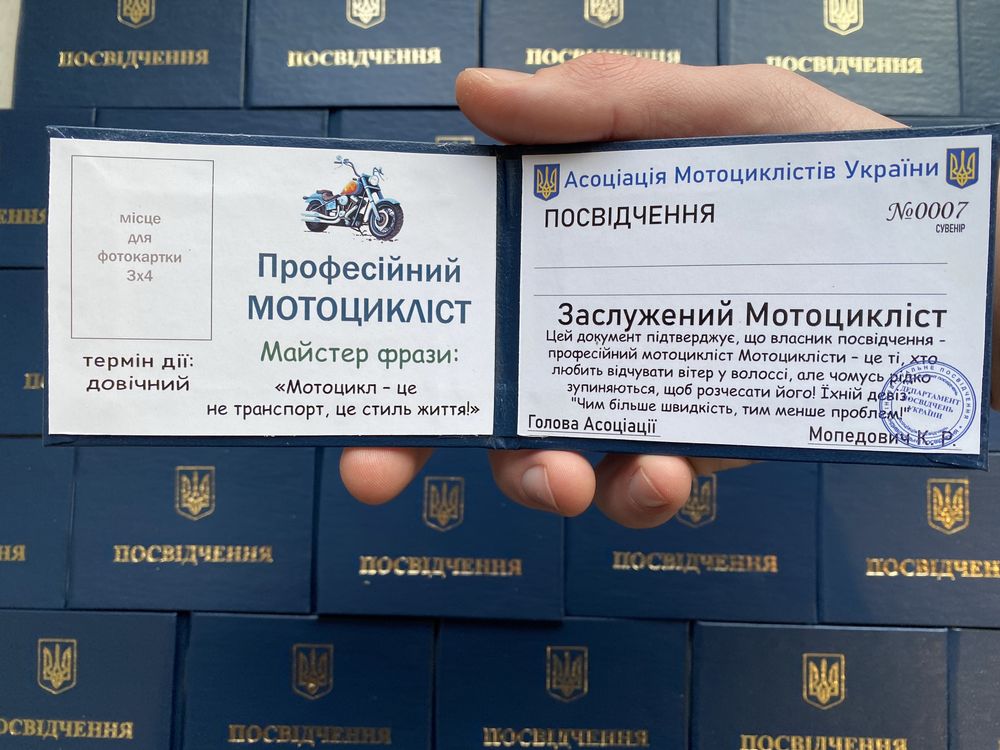 ПОСВІДЧЕННЯ
ПОСВІДЧЕННЯ
ПОСВІДЧЕННЯ
ПОСВІДЧЕННЯ
місце
для
фотокартки
3х4
термін дії:
довічний
Професійний
МОТОЦИКЛІСТ
Майстер фрази:
«Мотоцикл – це
не транспорт, це стиль життя!»
Асоціація Мотоциклістів України
ПОСВІДЧЕННЯ
№0007
СУВЕНІР
Заслужений Мотоцикліст
Цей документ підтверджує, що власник посвідчення -
професійний мотоцикліст Мотоциклісти – це ті, хто
любить відчувати вітер у волоссі, але чомусь рідко
зупиняються, щоб розчесати його! Їхній девіз:
"Чим більше швидкість, тим менше проблем!"
Голова Асоціації
Мопедович К. Р.
ДЕПАРТАМЕНТ
ПОСВІДЧЕНЬ
УКРАЇНИ
ПОСВІДЧЕННЯ
ПОСВІДЧЕННЯ
ПОСВІДЧЕННЯ
ПОСВІДЧЕННЯ
ПОСВІДЧЕННЯ
ПОСВІДЧЕННЯ
ПОСВІДЧЕННЯ